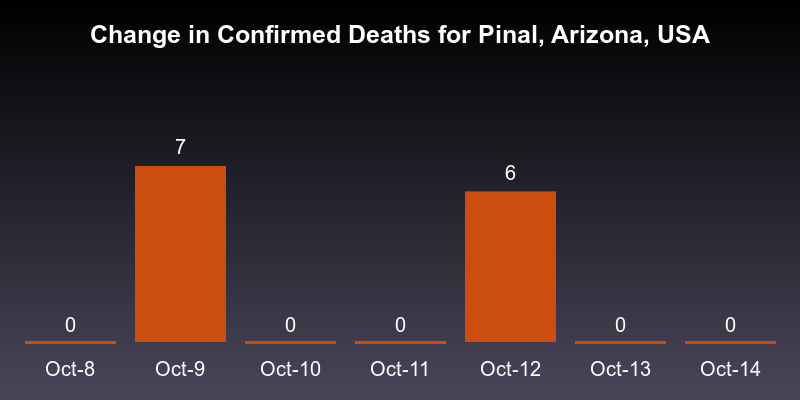 Change in Confirmed Deaths for Pinal, Arizona, USA
7
6
0 0 0 0 0
Oct-8 Oct-9 Oct-10 Oct-11 Oct-12 Oct-13 Oct-14